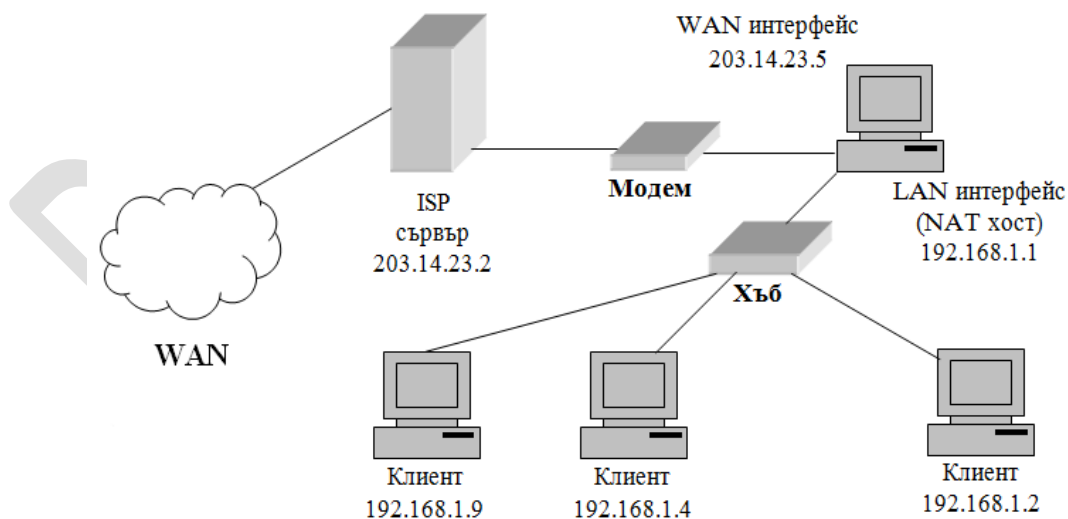 WAN интерфейс
203.14.23.5
Модем
ISP
сървър
203.14.23.2
LAN интерфейс
(NAT хост)
192.168.1.1
Хъб
WAN
Клиент
192.168.1.9
Клиент
192.168.1.4
Клиент
192.168.1.2